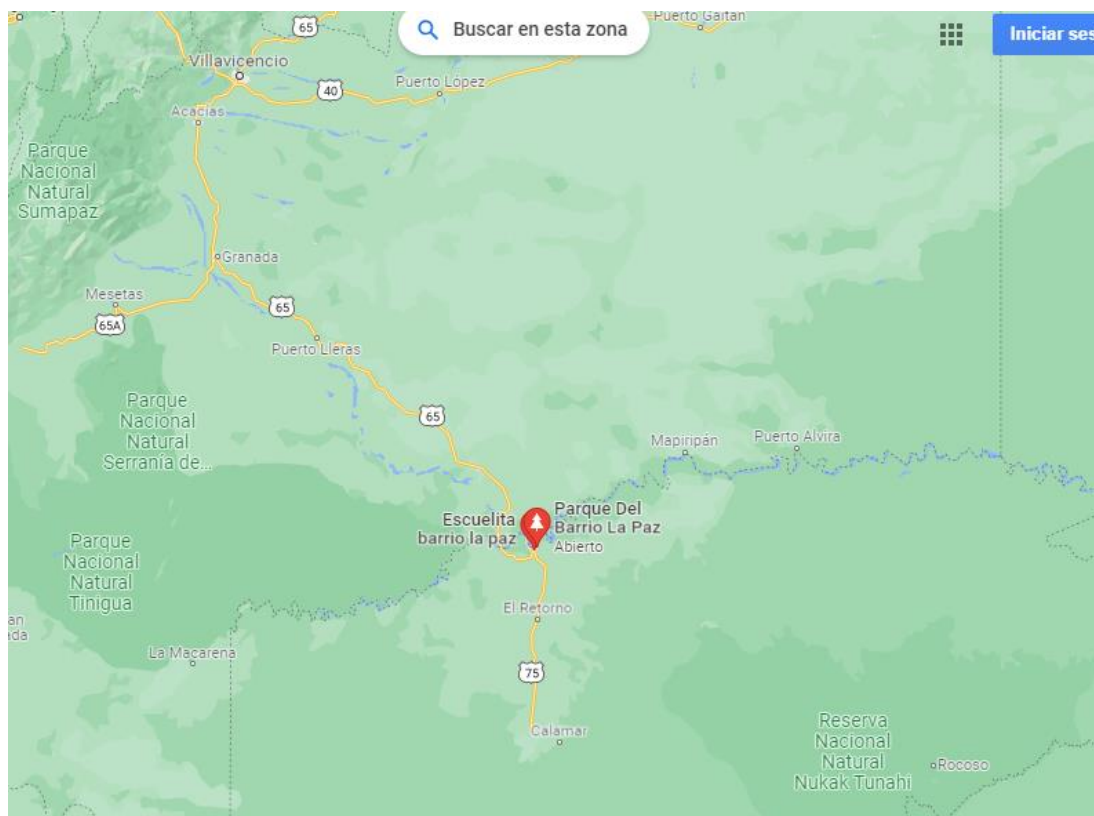 65
Buscar en esta zona
Puerto Gaitan
Iniciar ses
Villavicencio
40
Puerto López
Acacías
Parque
Nacional
Natural
Sumapaz
Granada
Mesetas
65A
65
Puerto Lleras
Parque
Nacional
Natural
Serranía de...
65
Mapiripán
Puerto Alvira
Escuelita
barrio la paz
Parque Del
Barrio La Paz
Abierto
Parque
Nacional
Natural
Tinigua
an
ada
El Retorno
La Macarena
75
Calamar
Reserva
Nacional
Natural
Nukak Tunahi
Rocoso